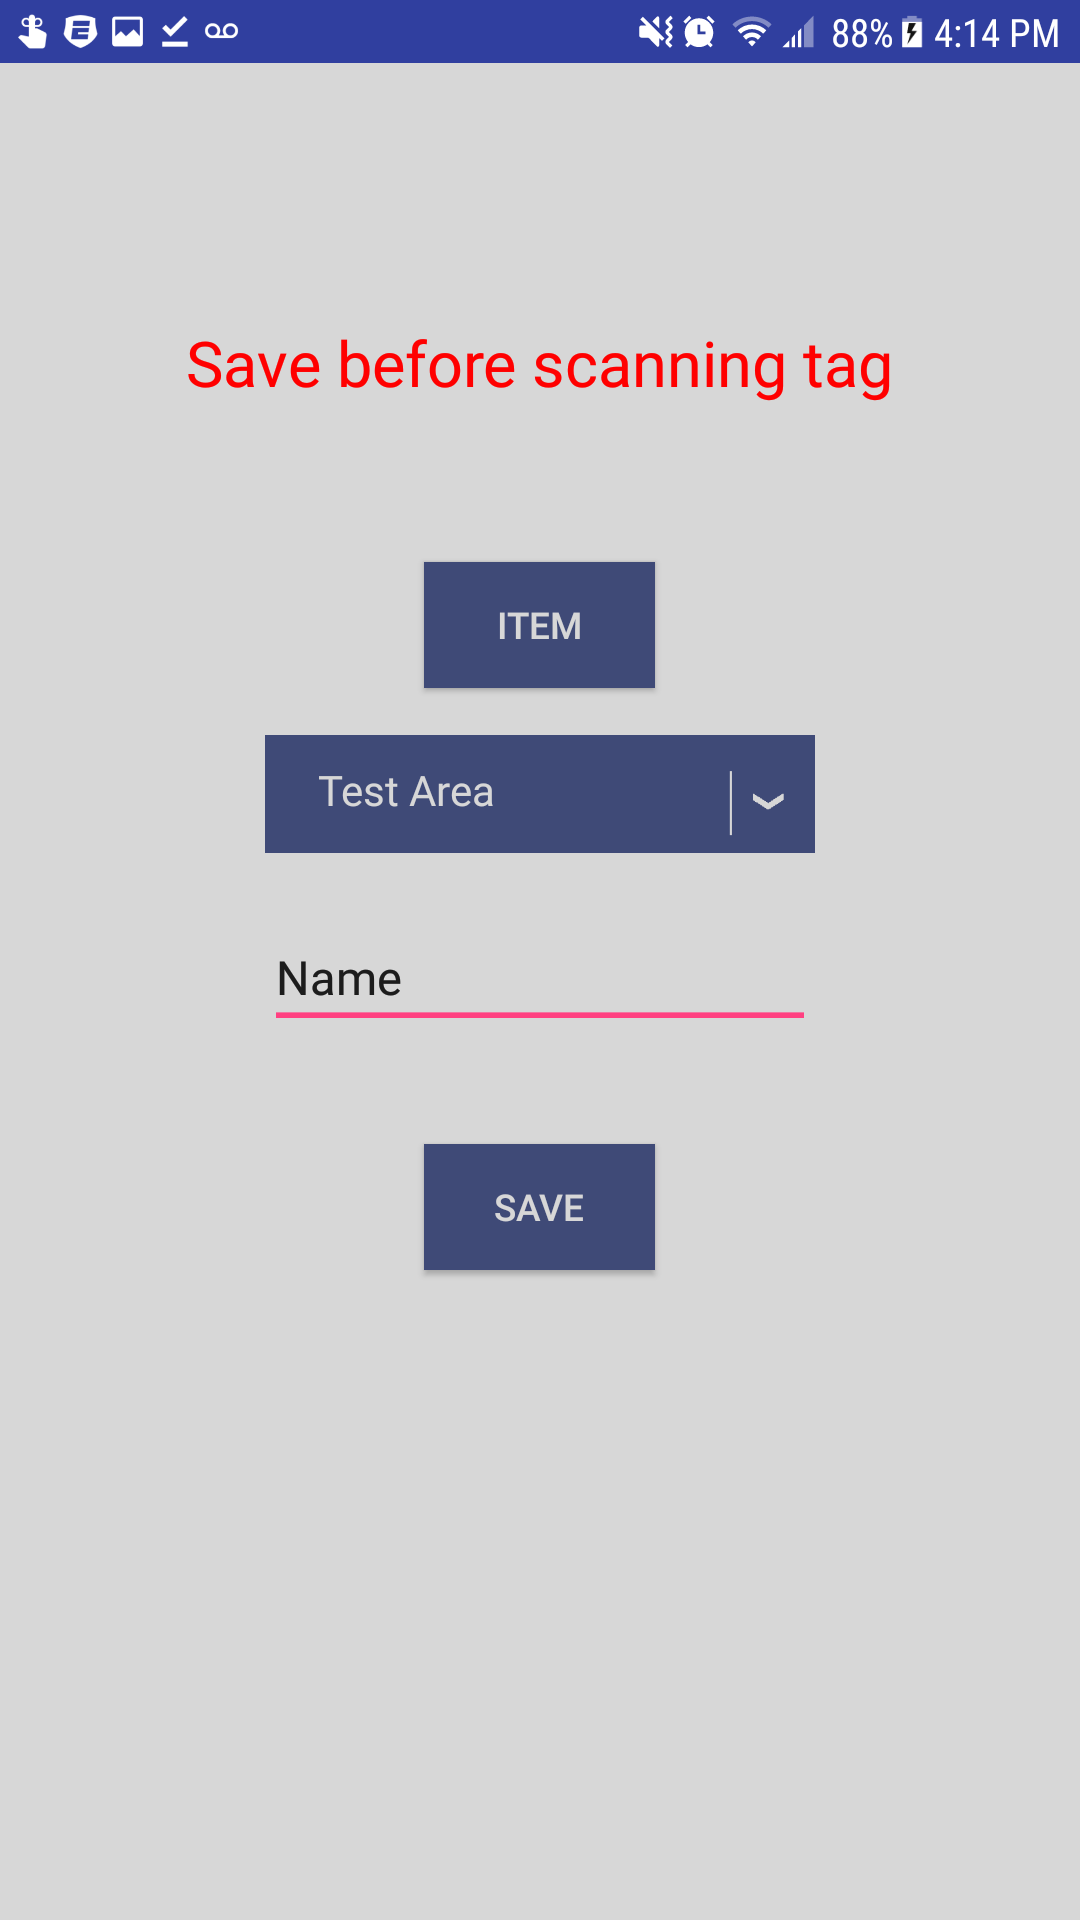 88% 4:14 PM
Save before scanning tag
ITEM
Test Area
Name
SAVE